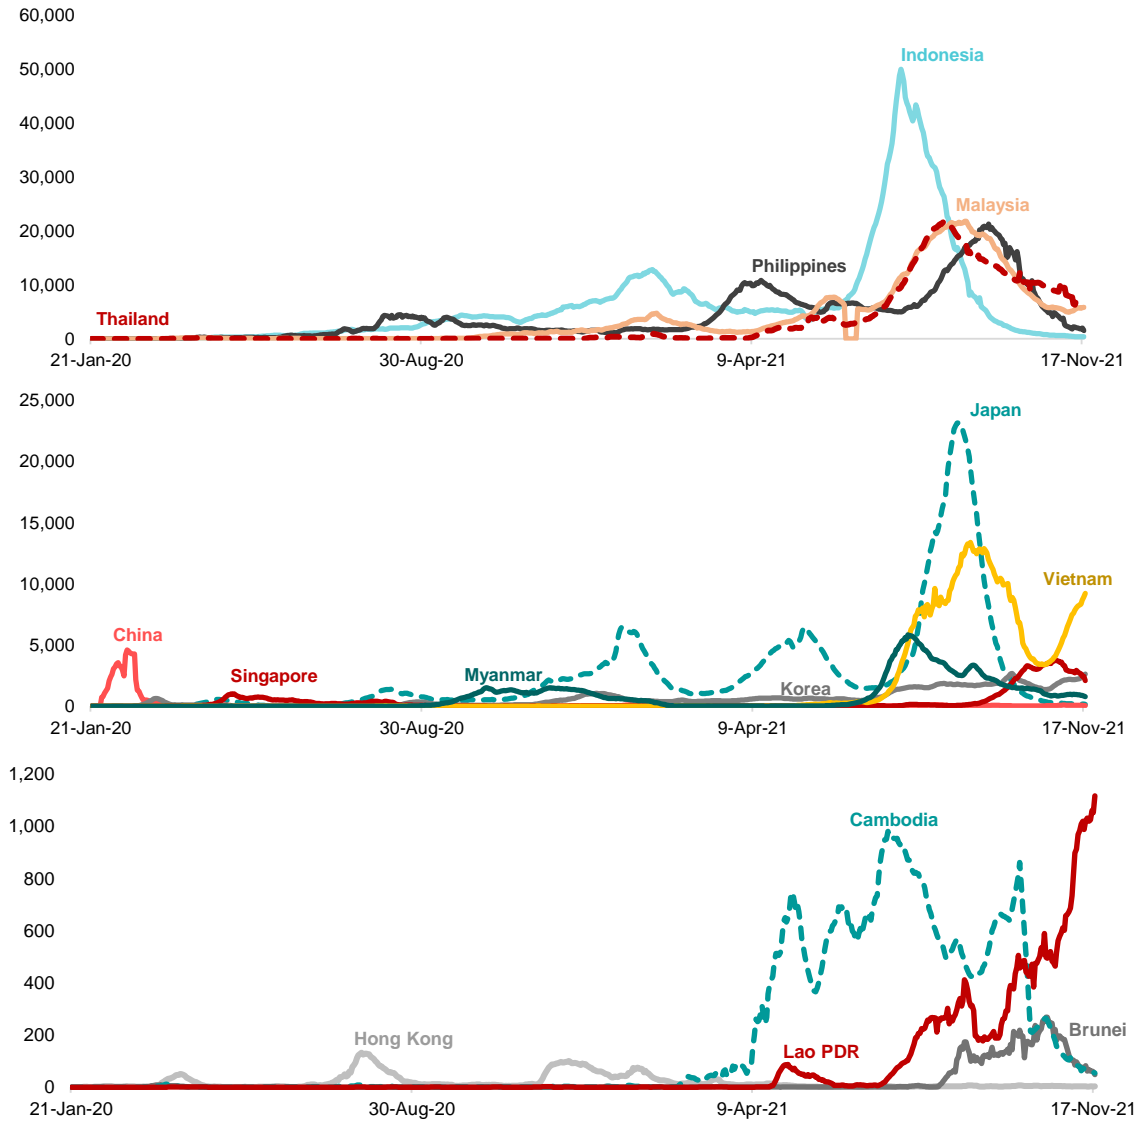 60,000
50,000
40,000
30,000
20,000
10,000
0
Indonesia
Malaysia
Philippines
Thailand
21-Jan-20 30-Aug-20 9-Apr-21 17-Nov-21
25,000
20,000
15,000
10,000
5,000
0
Japan
Vietnam
China
Singapore
Myanmar
Korea
21-Jan-20 30-Aug-20 9-Apr-21 17-Nov-21
1,200
1,000
800
600
400
200
0
Cambodia
Hong Kong
Lao PDR
Brunei
21-Jan-20 30-Aug-20 9-Apr-21 17-Nov-21